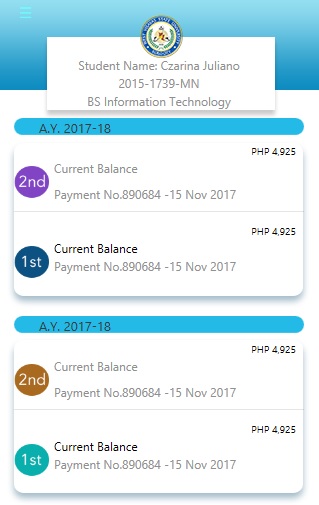 Student Name: Czarina Juliano
2015-1739-MN
BS Information Technology
A.Y. 2017-18
PHP 4,925
Current Balance
2nd
Payment No.890684 -15 Nov 2017
PHP 4,925
Current Balance
1st
Payment No.890684 -15 Nov 2017
A.Y. 2017-18
PHP 4,925
Current Balance
2nd
Payment No.890684 -15 Nov 2017
PHP 4,925
Current Balance
1st
Payment No.890684 -15 Nov 2017